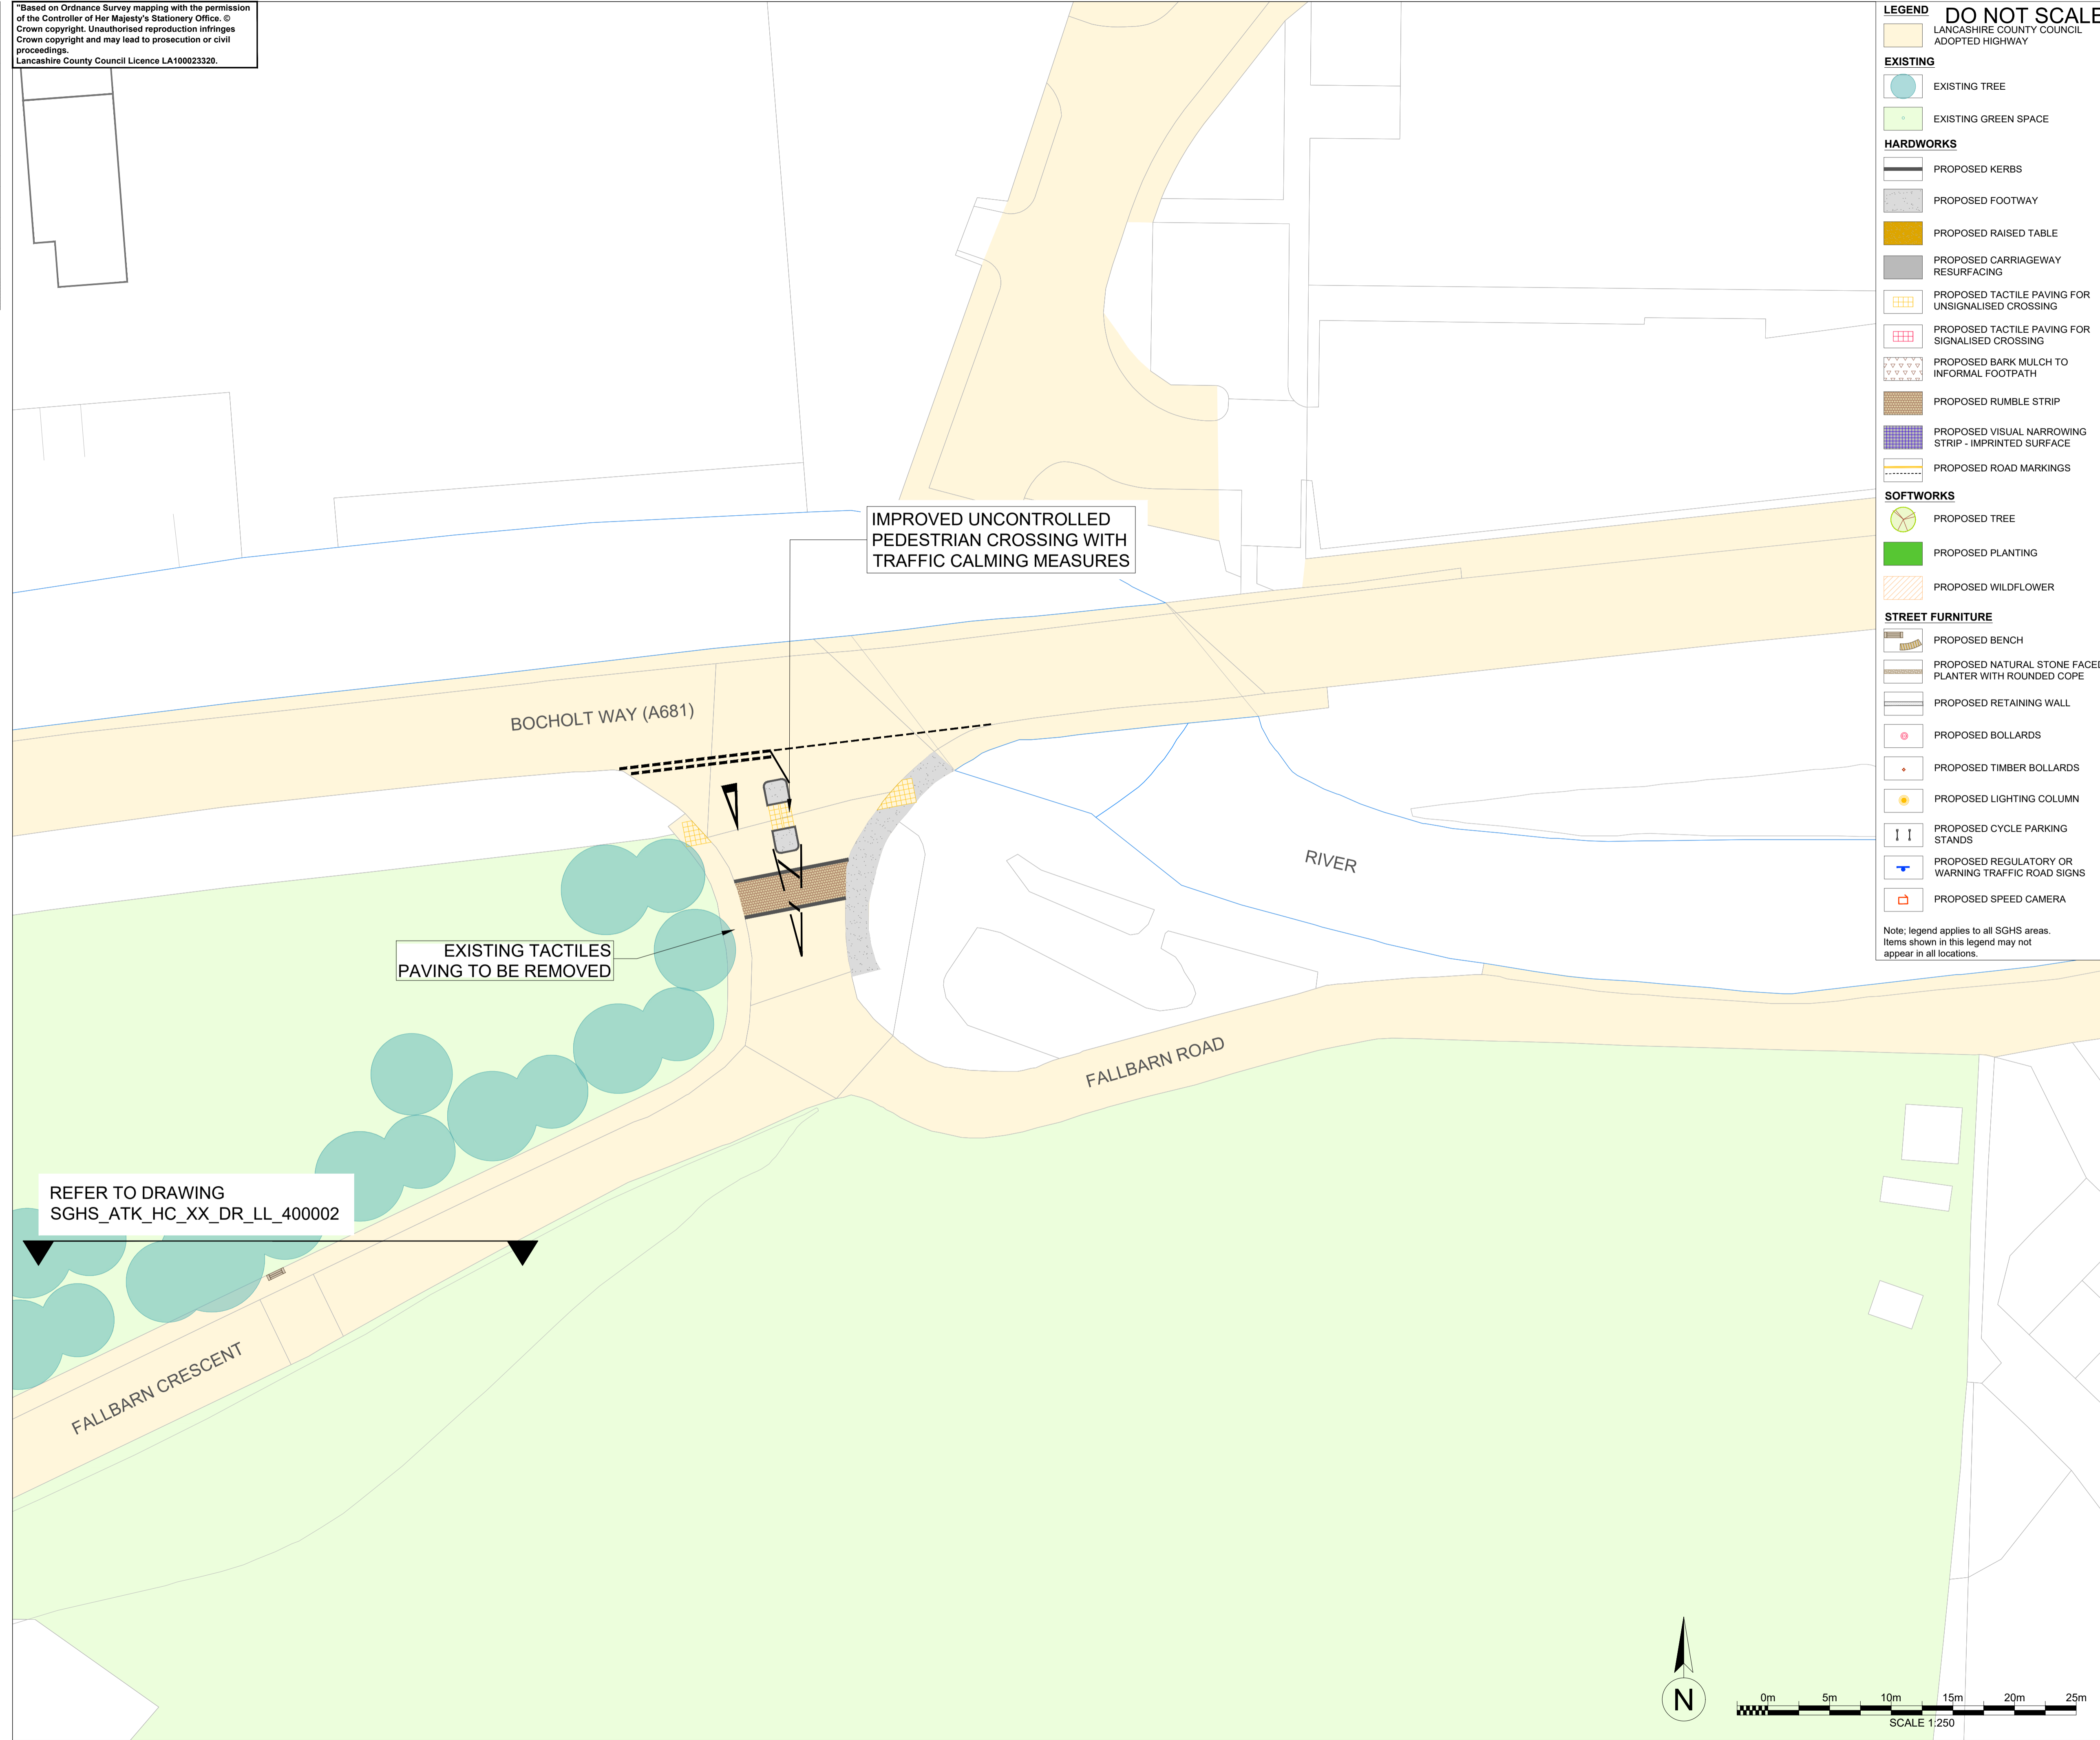 "Based on Ordnance Survey mapping with the permission
of the Controller of Her Majesty's Stationery Office. ©
Crown copyright. Unauthorised reproduction infringes
Crown copyright and may lead to prosecution or civil
proceedings.
Lancashire County Council Licence LA100023320.
IMPROVED UNCONTROLLED
PEDESTRIAN CROSSING WITH
TRAFFIC CALMING MEASURES
BOCHOLT WAY (A681)
RIVER
EXISTING TACTILES
PAVING TO BE REMOVED
FALLBARN ROAD
REFER TO DRAWING
SGHS_ATK_HC_XX_DR_LL_400002
FALLBARN CRESCENT
LEGEND
DO NOT SCALE
LANCASHIRE COUNTY COUNCIL
ADOPTED HIGHWAY
EXISTING
EXISTING TREE
EXISTING GREEN SPACE
HARDWORKS
PROPOSED KERBS
PROPOSED FOOTWAY
PROPOSED RAISED TABLE
PROPOSED CARRIAGEWAY
RESURFACING
PROPOSED TACTILE PAVING FOR
UNSIGNALISED CROSSING
PROPOSED TACTILE PAVING FOR
SIGNALISED CROSSING
PROPOSED BARK MULCH TO
INFORMAL FOOTPATH
PROPOSED RUMBLE STRIP
PROPOSED VISUAL NARROWING
STRIP - IMPRINTED SURFACE
PROPOSED ROAD MARKINGS
SOFTWORKS
PROPOSED TREE
PROPOSED PLANTING
PROPOSED WILDFLOWER
STREET FURNITURE
PROPOSED BENCH
PROPOSED NATURAL STONE FACED
PLANTER WITH ROUNDED COPE
PROPOSED RETAINING WALL
PROPOSED BOLLARDS
PROPOSED TIMBER BOLLARDS
PROPOSED LIGHTING COLUMN
PROPOSED CYCLE PARKING
STANDS
PROPOSED REGULATORY OR
WARNING TRAFFIC ROAD SIGNS
PROPOSED SPEED CAMERA
Note; legend applies to all SGHS areas.
Items shown in this legend may not
appear in all locations.
N
0m 5m 10m 15m 20m 25m
SCALE 1:250